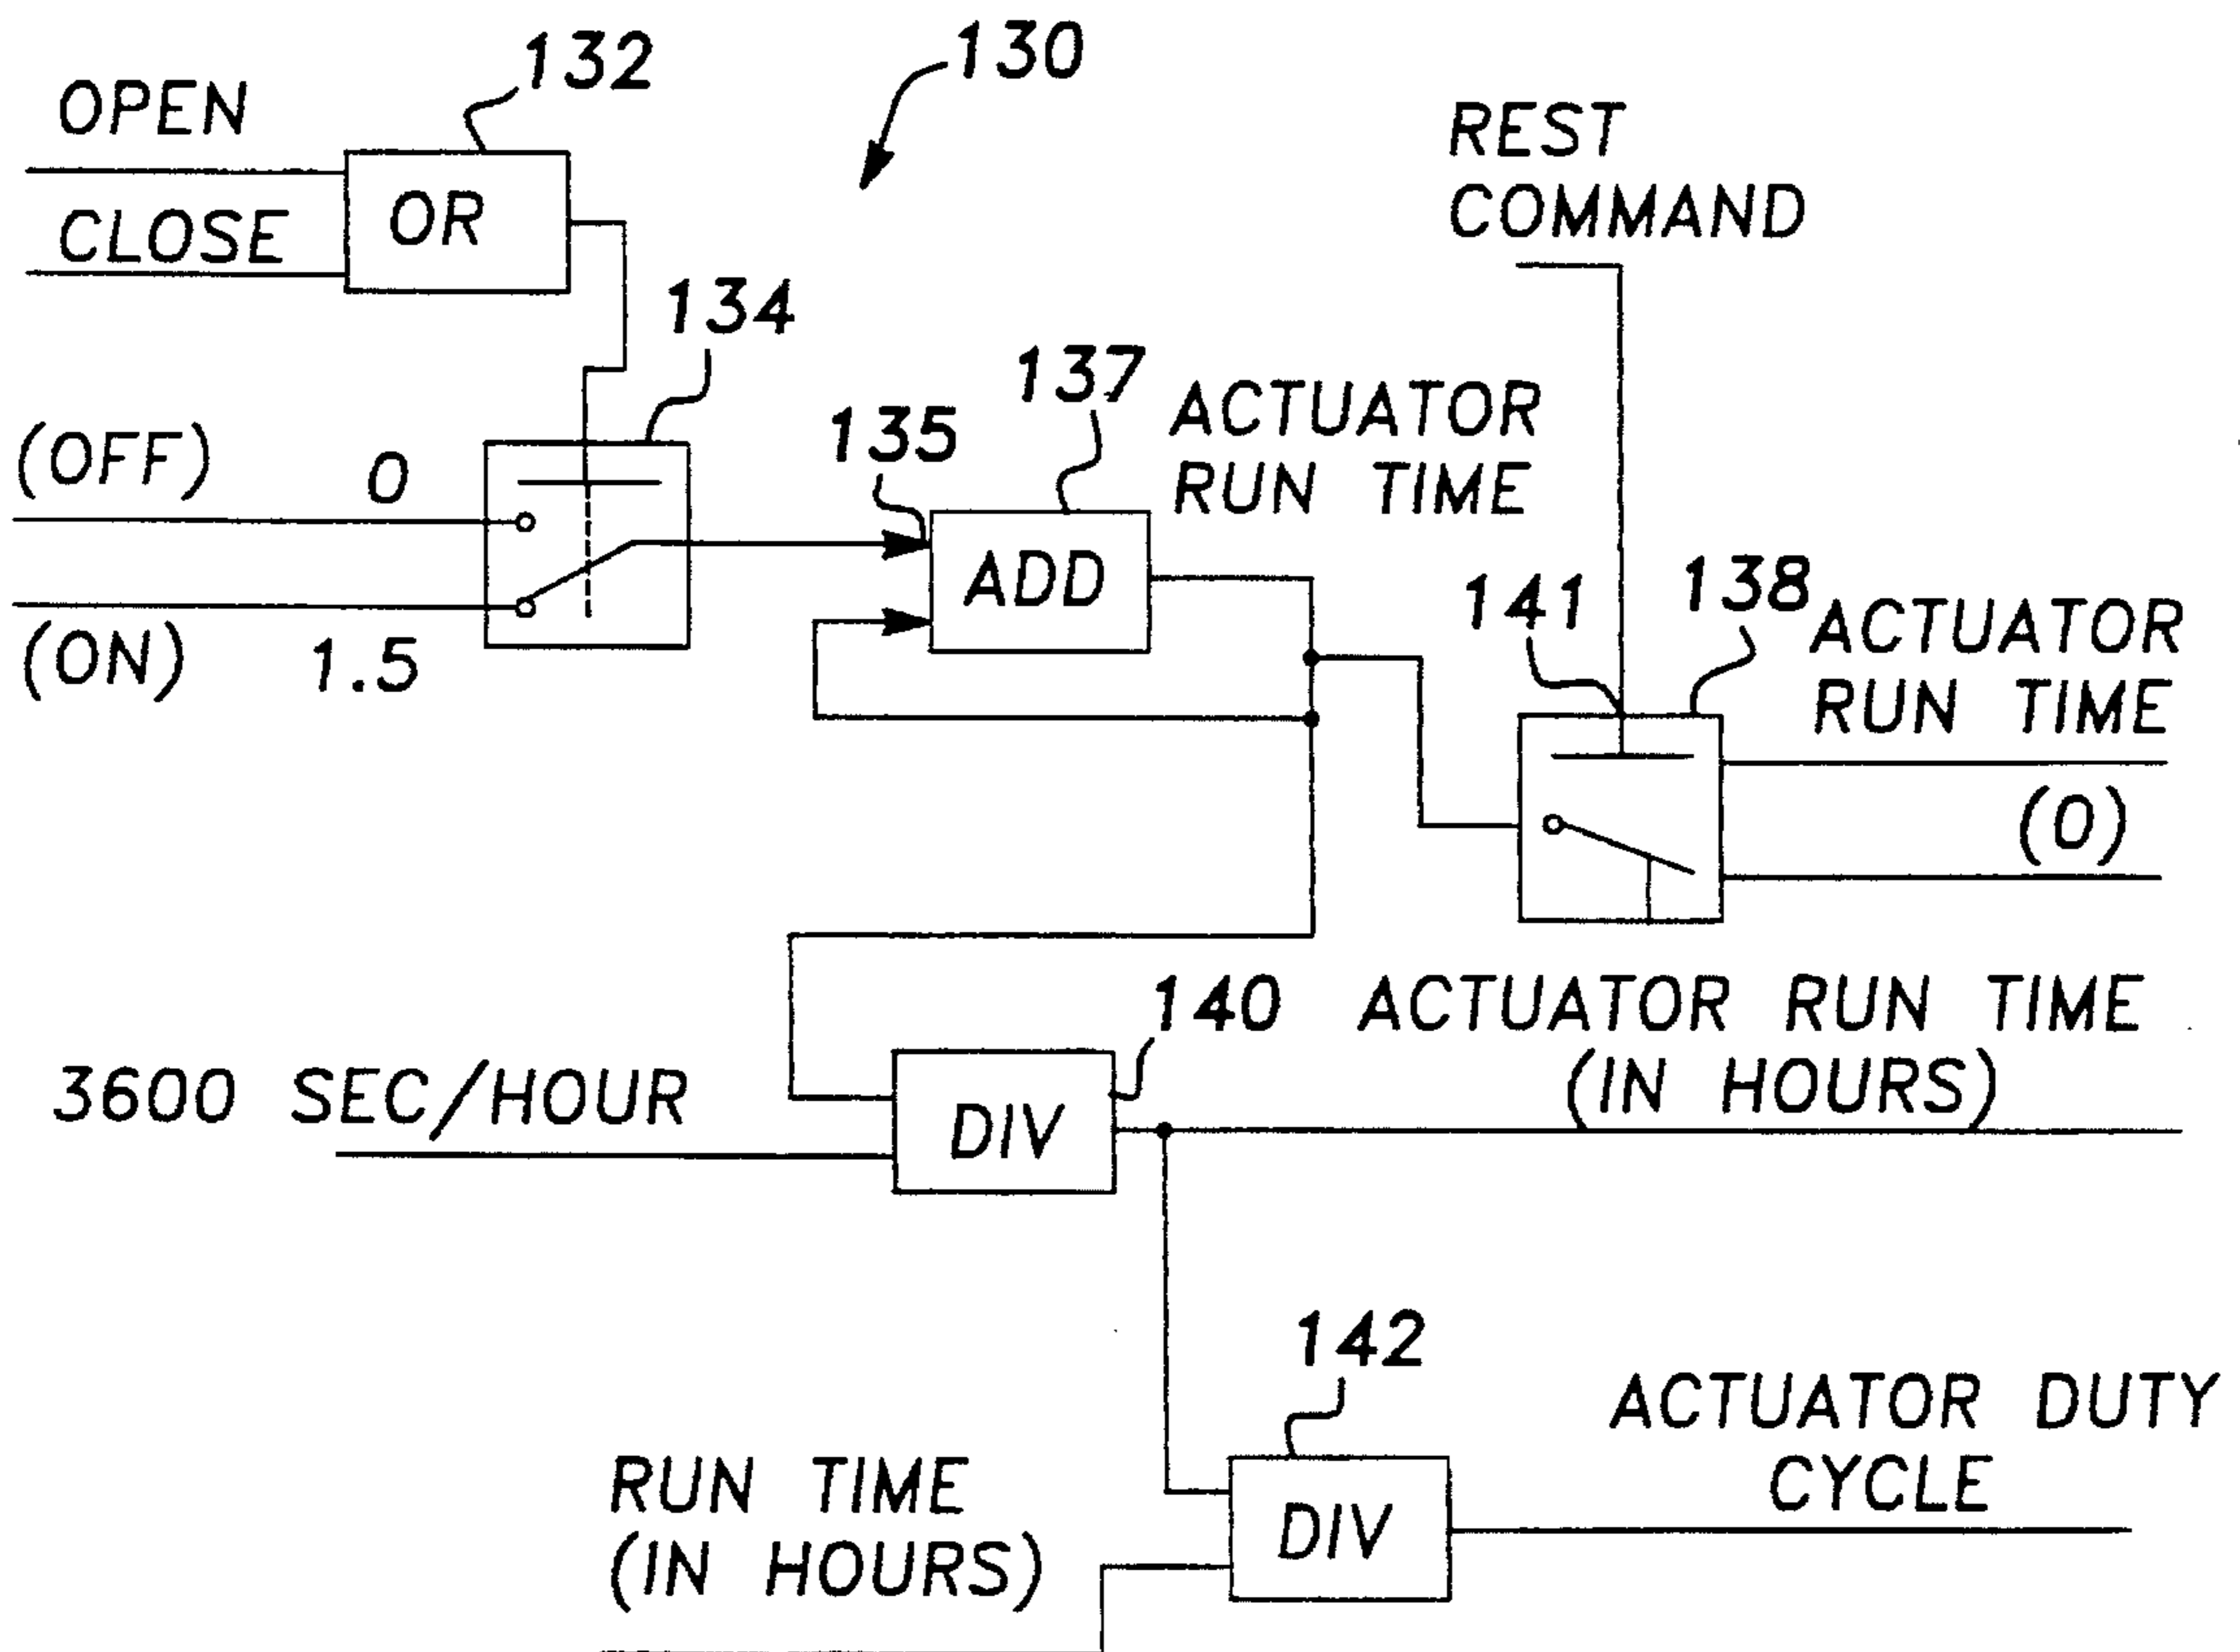 132
130
OPEN
REST
COMMAND
CLOSE
OR
134
137
ACTUATOR
RUN TIME
(OFF) 0
135
ADD
141
138
ACTUATOR
RUN TIME
(ON) 1.5
(0)
140
ACTUATOR RUN TIME
(IN HOURS)
3600 SEC/HOUR
DIV
142
ACTUATOR DUTY
CYCLE
RUN TIME
(IN HOURS)
DIV